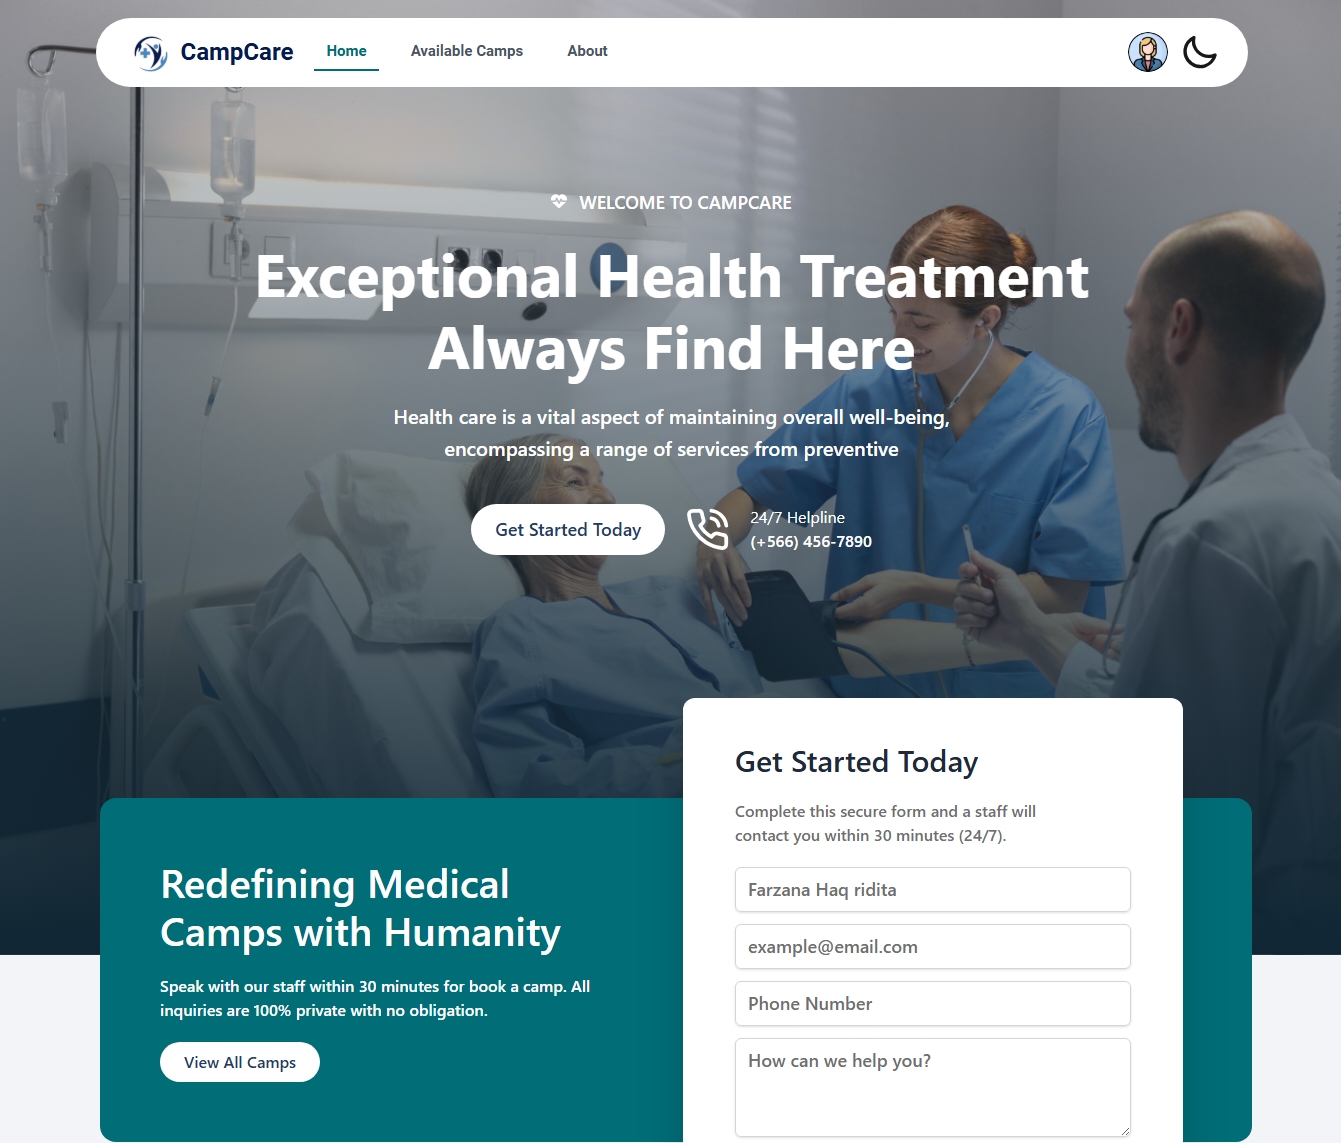 CampCare
Home
Available Camps
About
WELCOME TO CAMPCARE
Exceptional Health Treatment
Always Find Here
Health care is a vital aspect of maintaining overall well-being,
encompassing a range of services from preventive
Get Started Today
24/7 Helpline
(+566) 456-7890
Redefining Medical
Camps with Humanity
Speak with our staff within 30 minutes for book a camp. All
inquiries are 100% private with no obligation.
View All Camps
Get Started Today
Complete this secure form and a staff will
contact you within 30 minutes (24/7).
Farzana Haq ridita
example@email.com
Phone Number
How can we help you?